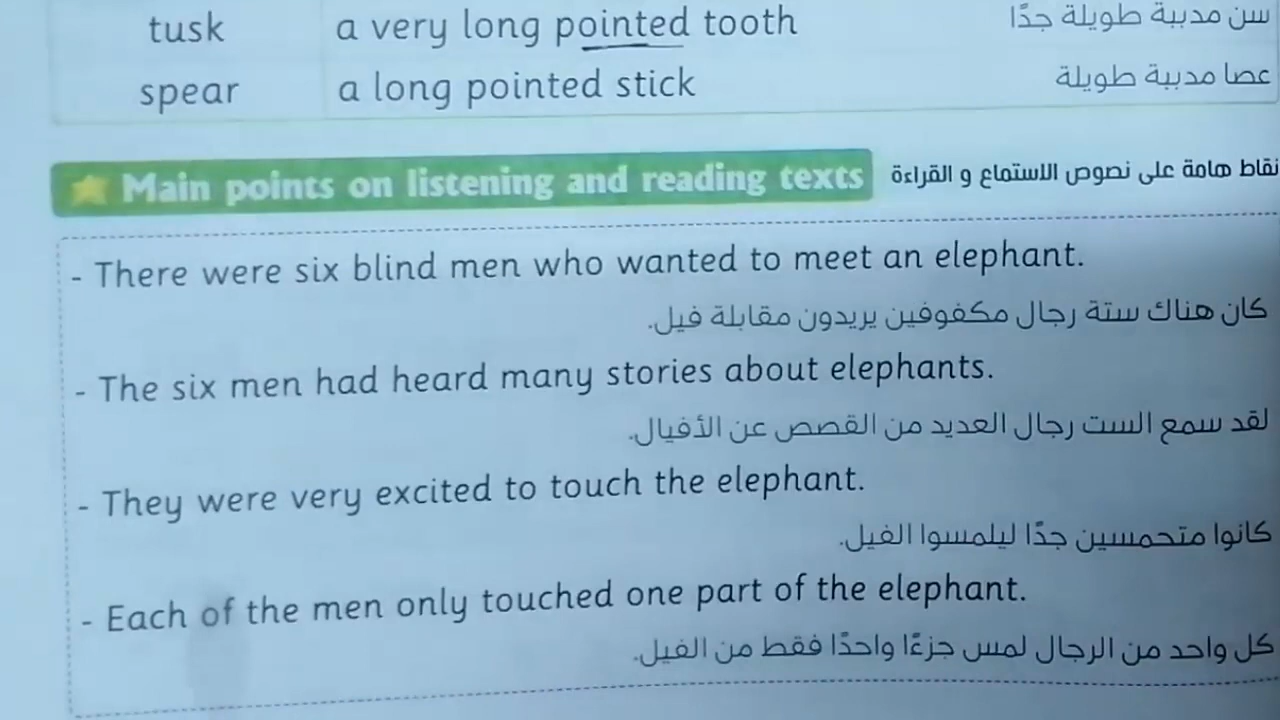 tusk a very long pointed tooth سن مدببة طويلة جدًا
spear a long pointed stick عصا مدببة طويلة
Main points on listening and reading texts نقاط هامة على نصوص الاستماع و القراءة
- There were six blind men who wanted to meet an elephant.
كان هناك ستة رجال مكفوفين يريدون مقابلة فيل.
- The six men had heard many stories about elephants.
لقد سمع الست رجال العديد من القصص عن الأفيال.
- They were very excited to touch the elephant.
كانوا متحمسين جدًا ليلمسوا الفيل.
- Each of the men only touched one part of the elephant.
كل واحد من الرجال لمس جزءًا واحدًا فقط من الفيل.